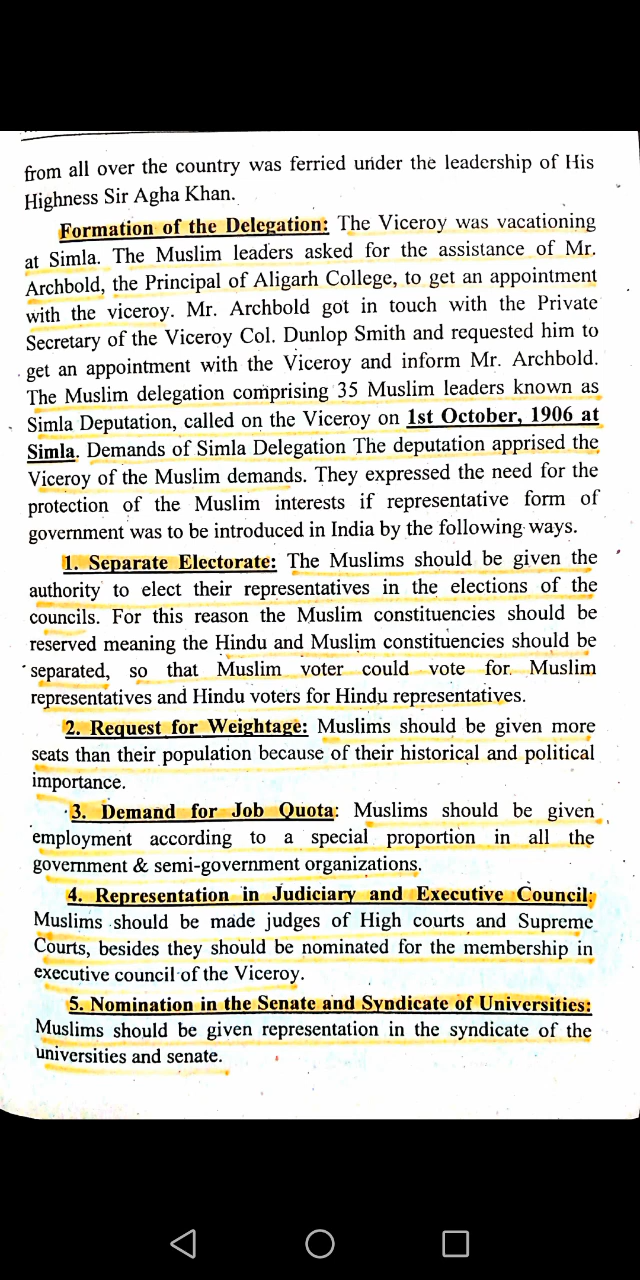 from all over the country was ferried under the leadership of His
Highness Sir Agha Khan.
Formation of the Delegation: The Viceroy was vacationing
at Simla. The Muslim leaders asked for the assistance of Mr.
Archbold, the Principal of Aligarh College, to get an appointment
with the viceroy. Mr. Archbold got in touch with the Private
Secretary of the Viceroy Col. Dunlop Smith and requested him to
get an appointment with the Viceroy and inform Mr. Archbold.
The Muslim delegation comprising 35 Muslim leaders known as
Simla Deputation, called on the Viceroy on 1st October, 1906 at
Simla. Demands of Simla Delegation The deputation apprised the
Viceroy of the Muslim demands. They expressed the need for the
protection of the Muslim interests if representative form of
government was to be introduced in India by the following ways.
1. Separate Electorate: The Muslims should be given the
authority to elect their representatives in the elections of the
councils. For this reason the Muslim constituencies should be
reserved meaning the Hindu and Muslim constituencies should be
separated, so that Muslim voter could vote for Muslim
representatives and Hindu voters for Hindu representatives.
2. Request for Weightage: Muslims should be given more
seats than their population because of their historical and political
importance.
3. Demand for Job Quota: Muslims should be given
employment according to a special proportion in all the
government & semi-government organizations.
4. Representation in Judiciary and Executive Council:
Muslims should be made judges of High courts and Supreme
Courts, besides they should be nominated for the membership in
executive council of the Viceroy.
5. Nomination in the Senate and Syndicate of Universities:
Muslims should be given representation in the syndicate of the
universities and senate.